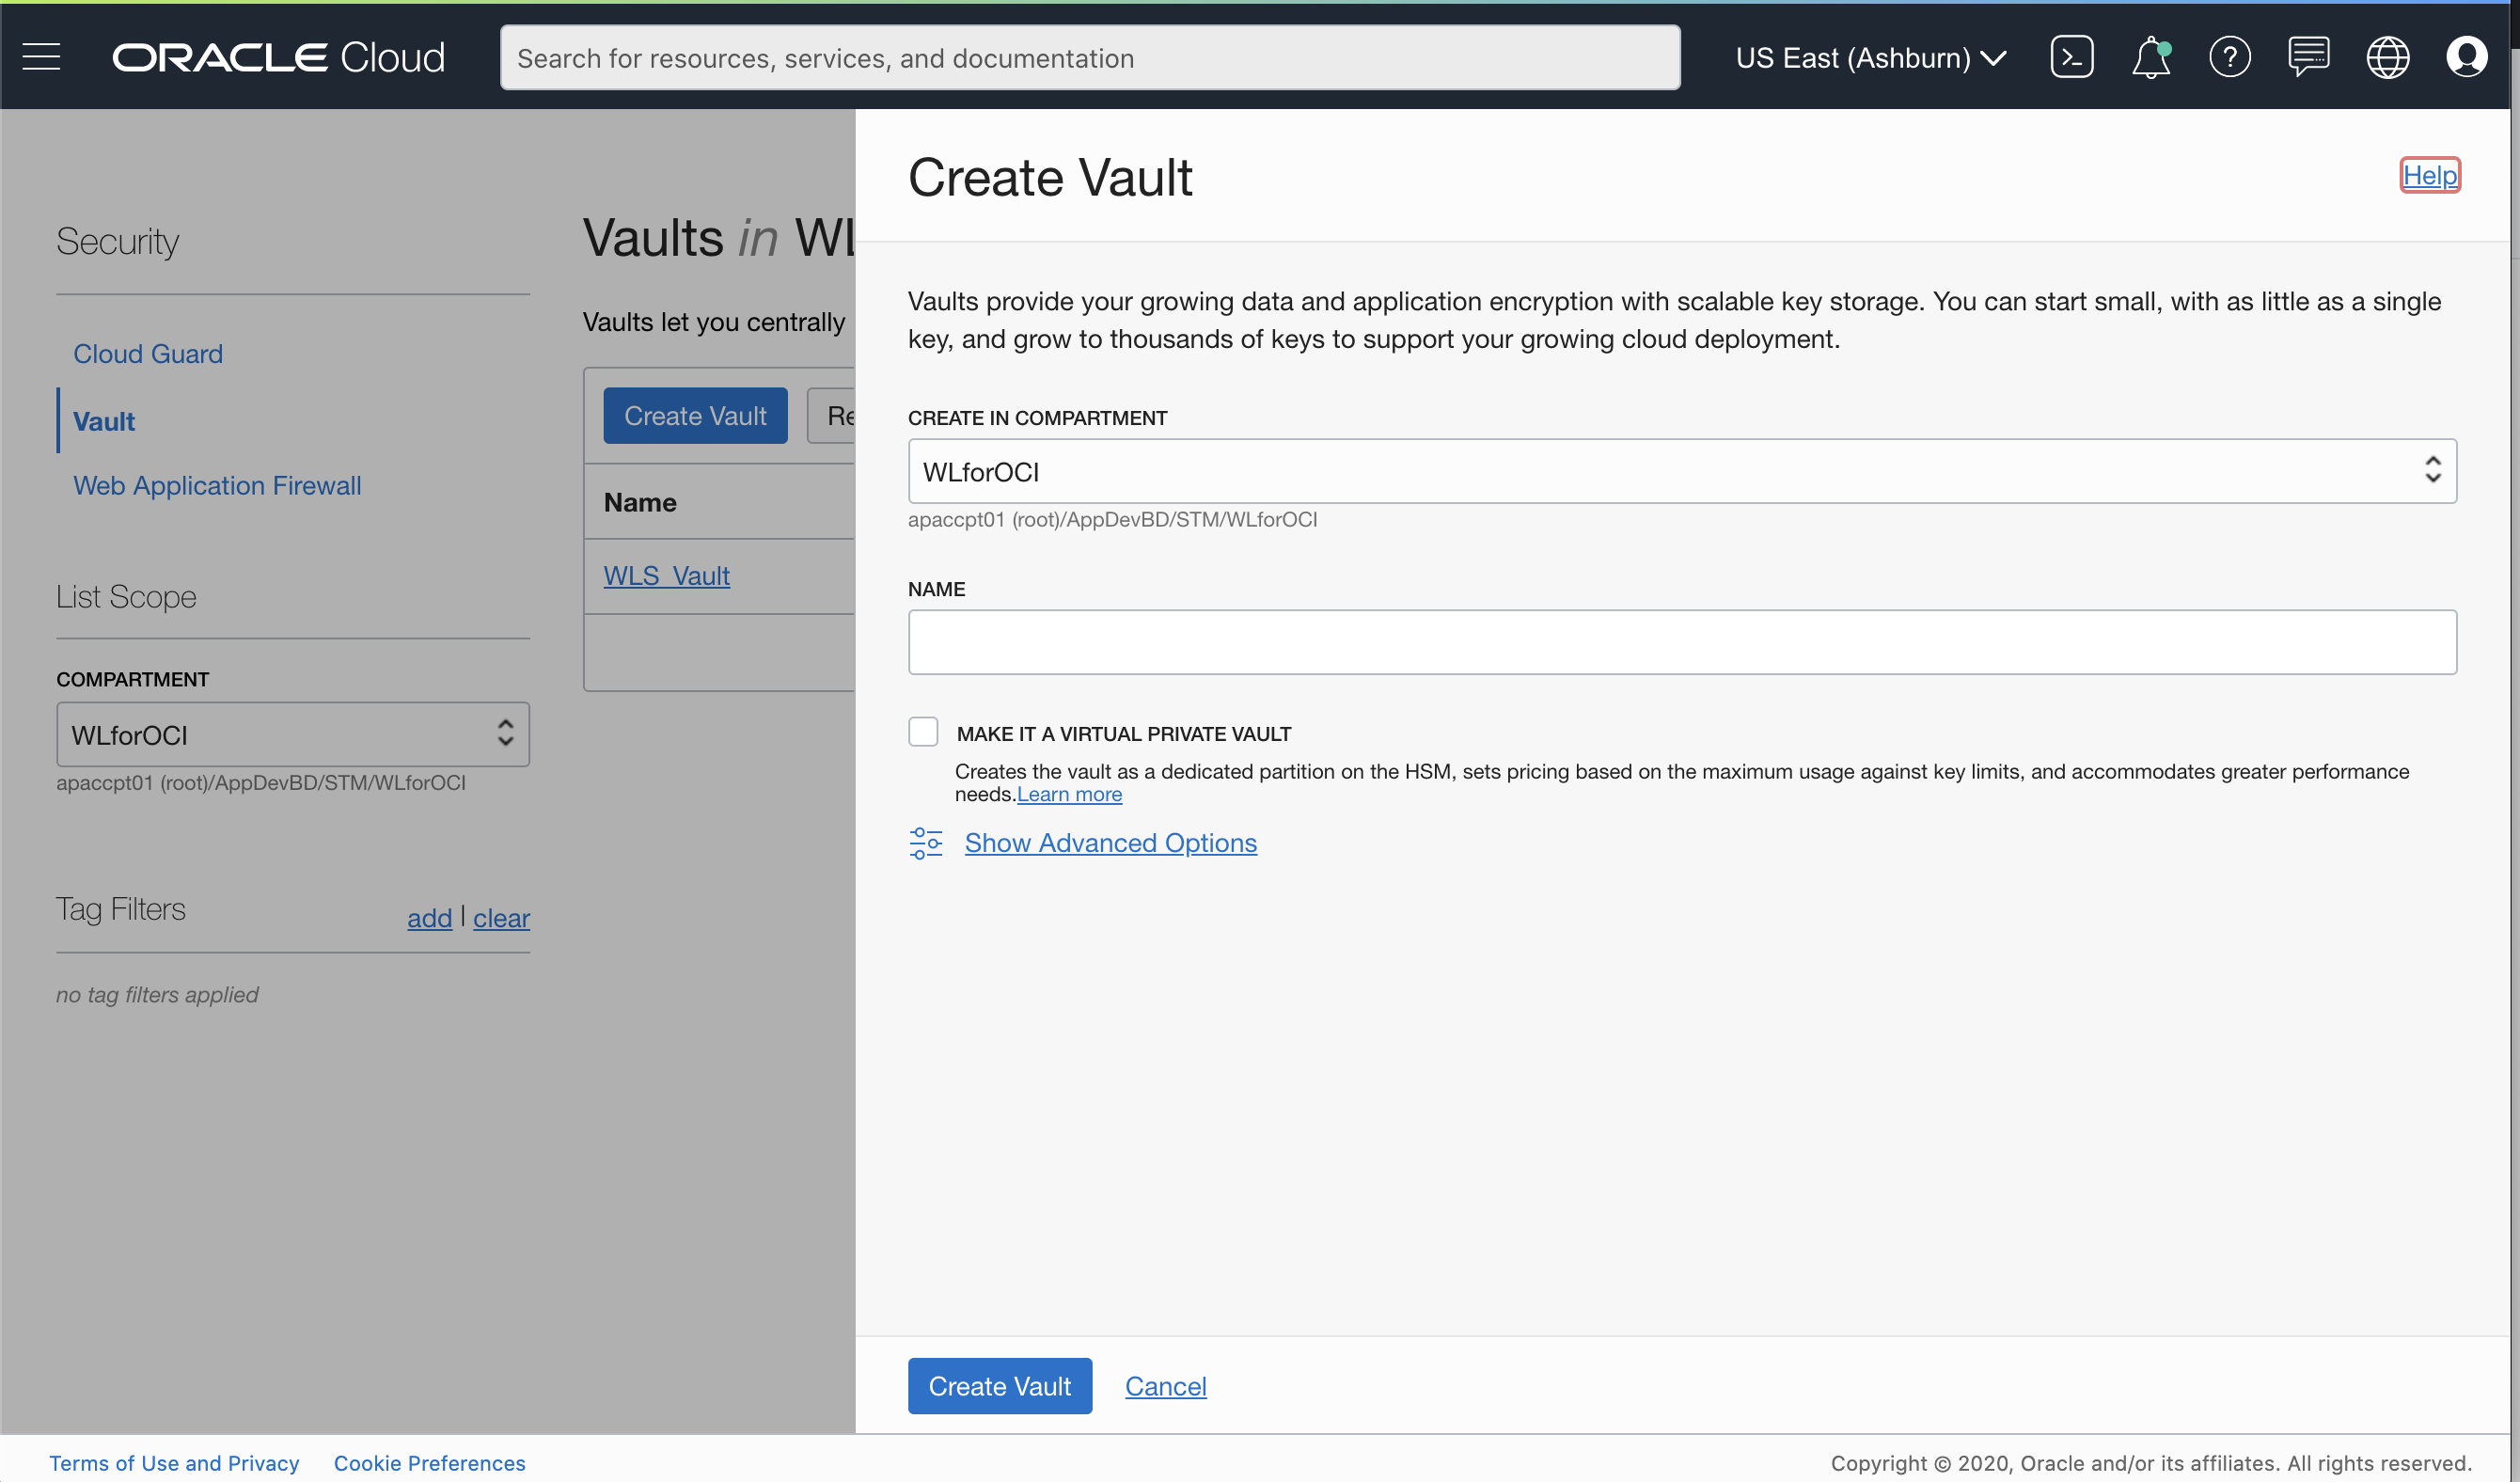 ORACLE Cloud
Search for resources, services, and documentation
US East (Ashburn)
Security
Cloud Guard
Vault
Web Application Firewall
List Scope
COMPARTMENT
WLforOCI
apaccpt01 (root)/AppDevBD/STM/WLforOCI
Tag Filters
add | clear
no tag filters applied
Vaults in WL
Vaults let you centrally
Create Vault
Re
Name
WLS_Vault
Create Vault
Help
Vaults provide your growing data and application encryption with scalable key storage. You can start small, with as little as a single
key, and grow to thousands of keys to support your growing cloud deployment.
CREATE IN COMPARTMENT
WLforOCI
apaccpt01 (root)/AppDevBD/STM/WLforOCI
NAME
MAKE IT A VIRTUAL PRIVATE VAULT
Creates the vault as a dedicated partition on the HSM, sets pricing based on the maximum usage against key limits, and accommodates greater performance
needs.Learn more
Show Advanced Options
Create Vault
Cancel
Terms of Use and Privacy
Cookie Preferences
Copyright © 2020, Oracle and/or its affiliates. All rights reserved.